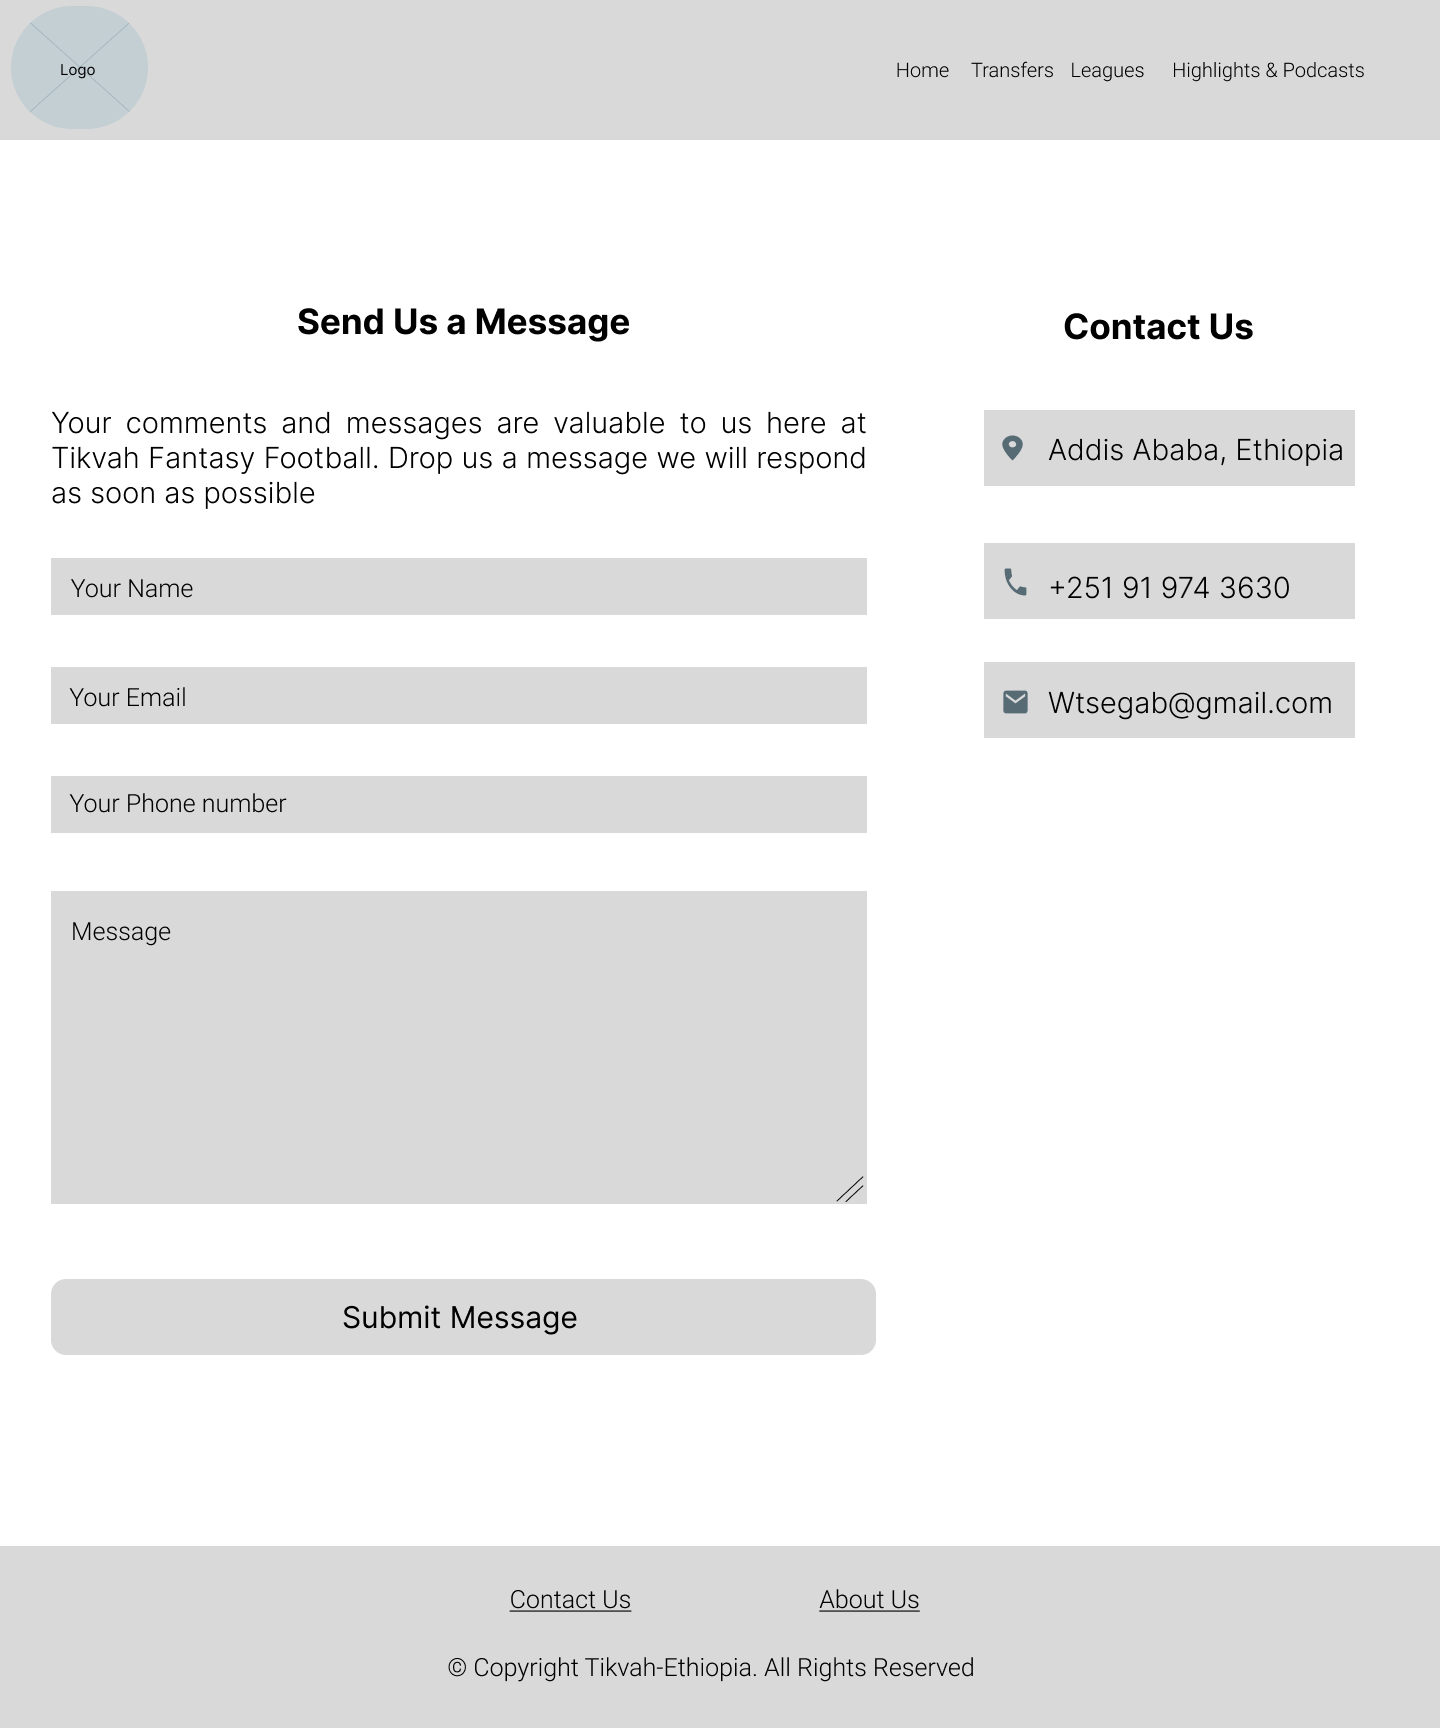 Logo
Home Transfers Leagues Highlights & Podcasts
Send Us a Message
Your comments and messages are valuable to us here at
Tikvah Fantasy Football. Drop us a message we will respond
as soon as possible
Your Name
Your Email
Your Phone number
Message
Submit Message
Contact Us
Addis Ababa, Ethiopia
+251 91 974 3630
Wtsegab@gmail.com
Contact Us About Us
© Copyright Tikvah-Ethiopia. All Rights Reserved